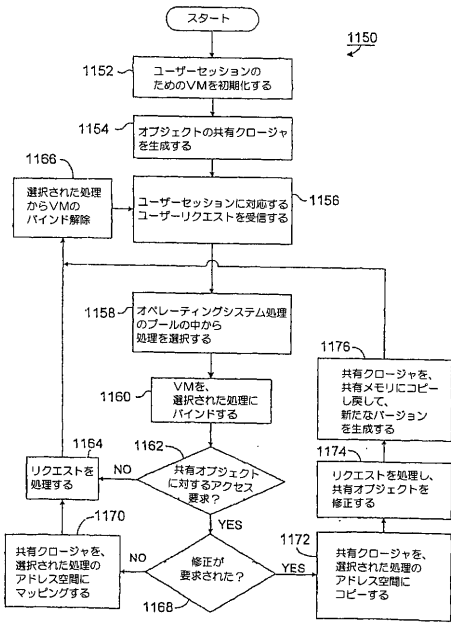 スタート
1150
1152
ユーザーセッションの
ためのVMを初期化する
1154
オブジェクトの共有クロージャ
を生成する
1166
選択された処理
からVMの
バインド解除
1156
ユーザーセッションに対応する
ユーザーリクエストを受信する
1158
オペレーティングシステム処理
のプールの中から
処理を選択する
1160
VMを、
選択された処理に
バインドする
1162
共有オブジェクト
に対するアクセス
要求?
NO
YES
1164
リクエストを
処理する
1168
修正が
要求された?
NO
YES
1170
共有クロージャを、
選択された処理の
アドレス空間に
マッピングする
1172
共有クロージャを、
選択された処理の
アドレス空間に
コピーする
1174
リクエストを処理し、
共有オブジェクトを
修正する
1176
共有クロージャを、
共有メモリにコピー
し戻して、
新たなバージョン
を生成する